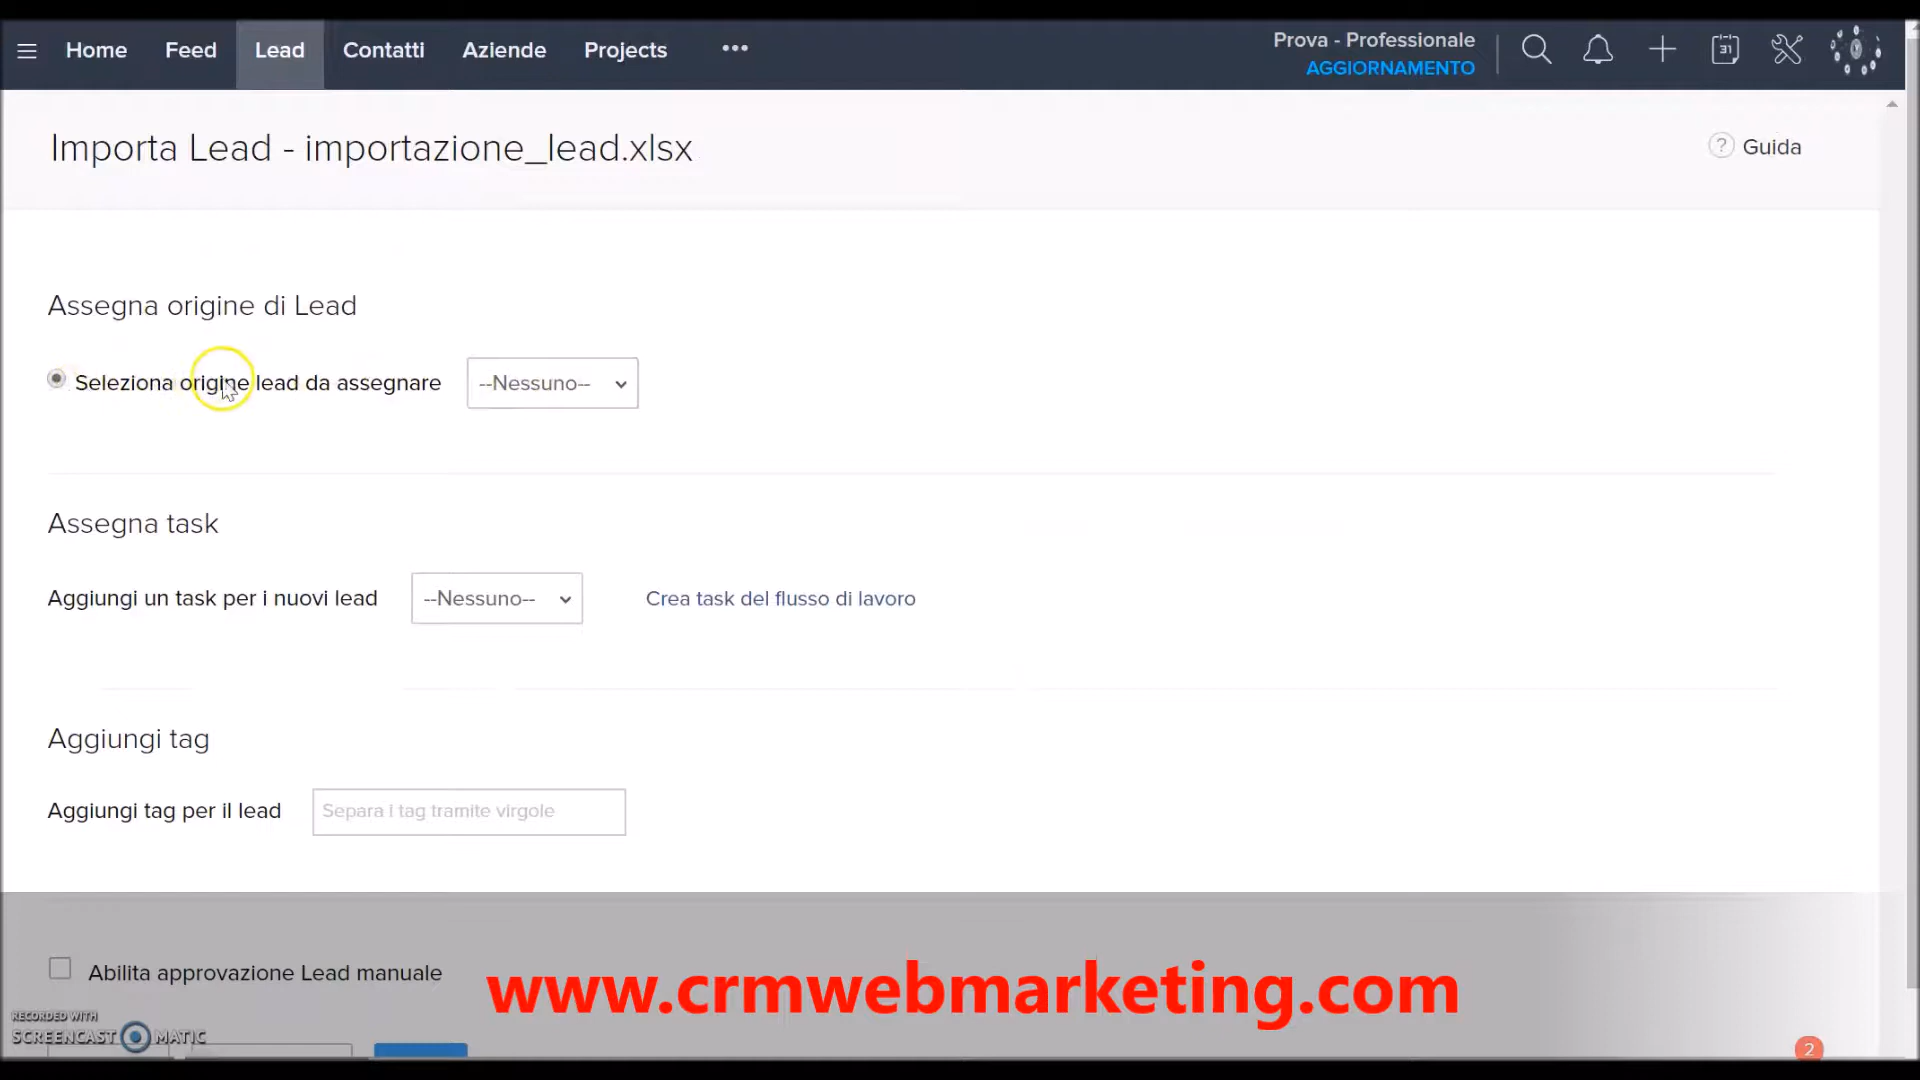 Home Feed Lead Contatti Aziende Projects •••
Prova - Professionale
AGGIORNAMENTO
31
Importa Lead - importazione_lead.xlsx
? Guida
Assegna origine di Lead
Seleziona origine lead da assegnare --Nessuno--
Assegna task
Aggiungi un task per i nuovi lead --Nessuno-- Crea task del flusso di lavoro
Aggiungi tag
Aggiungi tag per il lead Separa i tag tramite virgole
Abilita approvazione Lead manuale
www.crmwebmarketing.com
RECORDED WITH
SCREENCAST MATIC
2